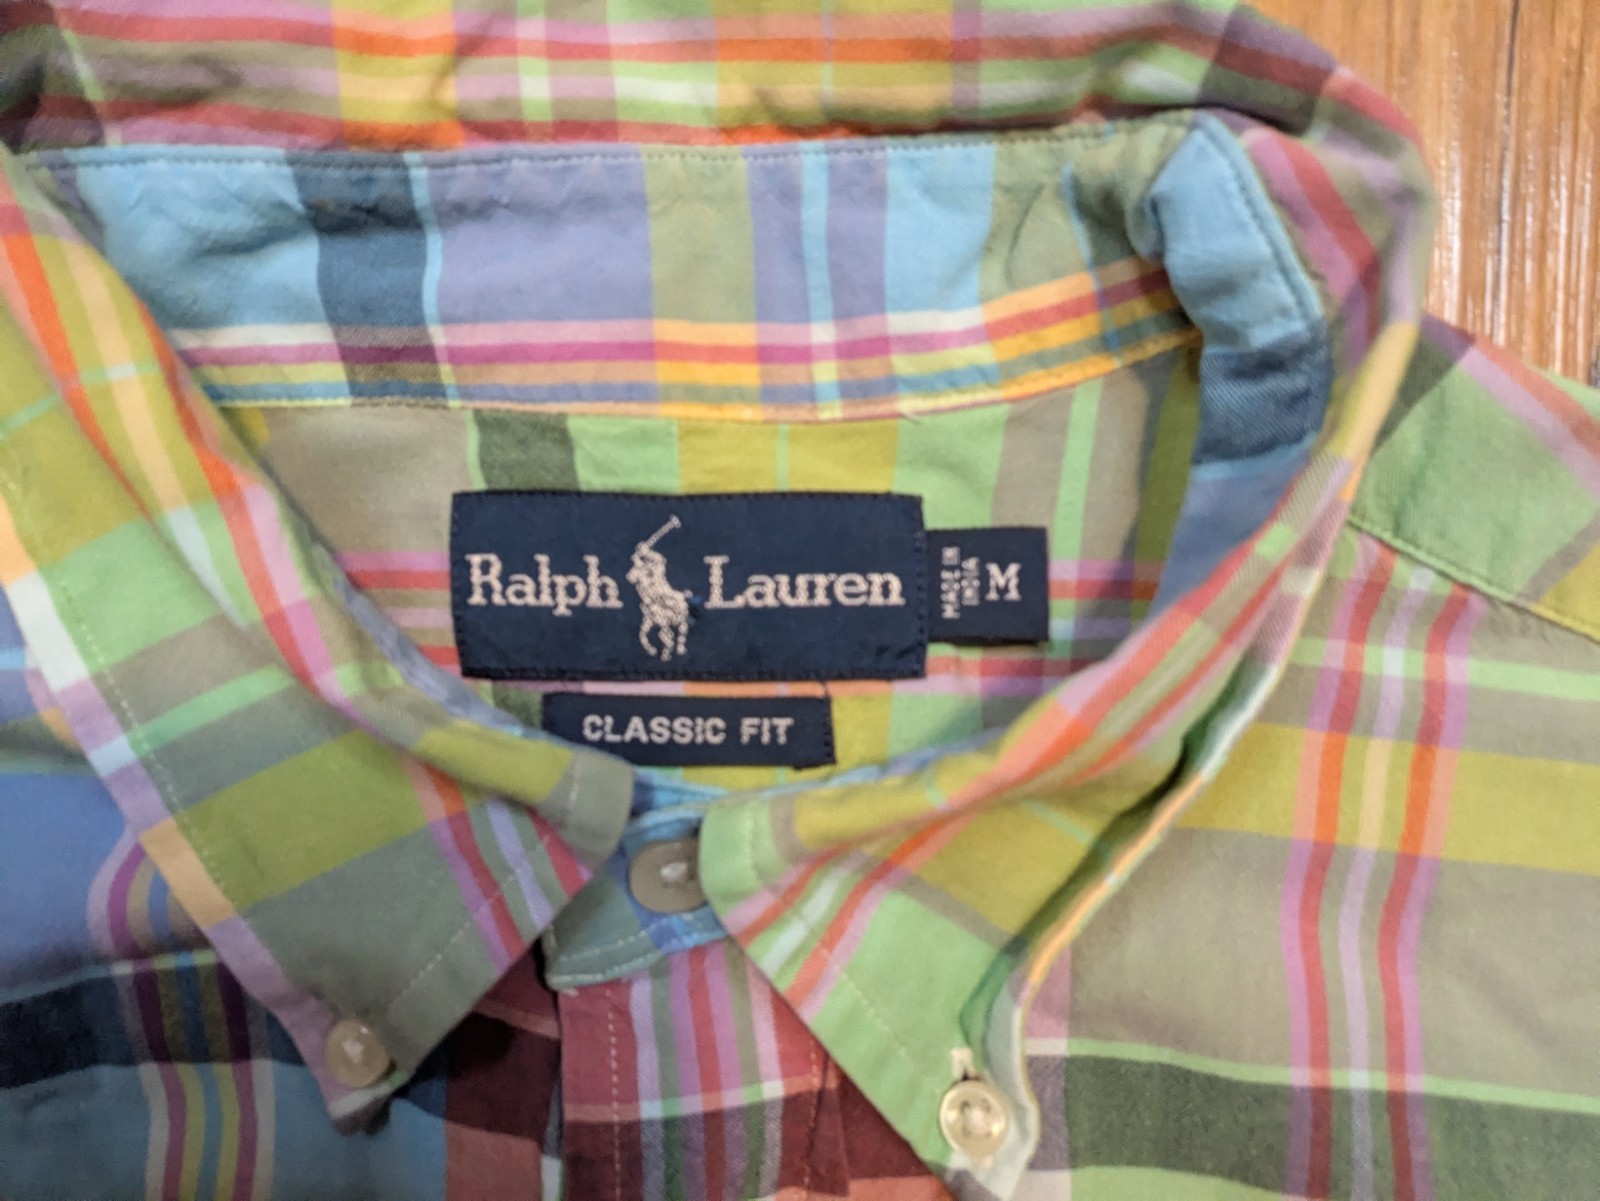 Ralph Lauren
MADE IN
INDIA
M
CLASSIC FIT